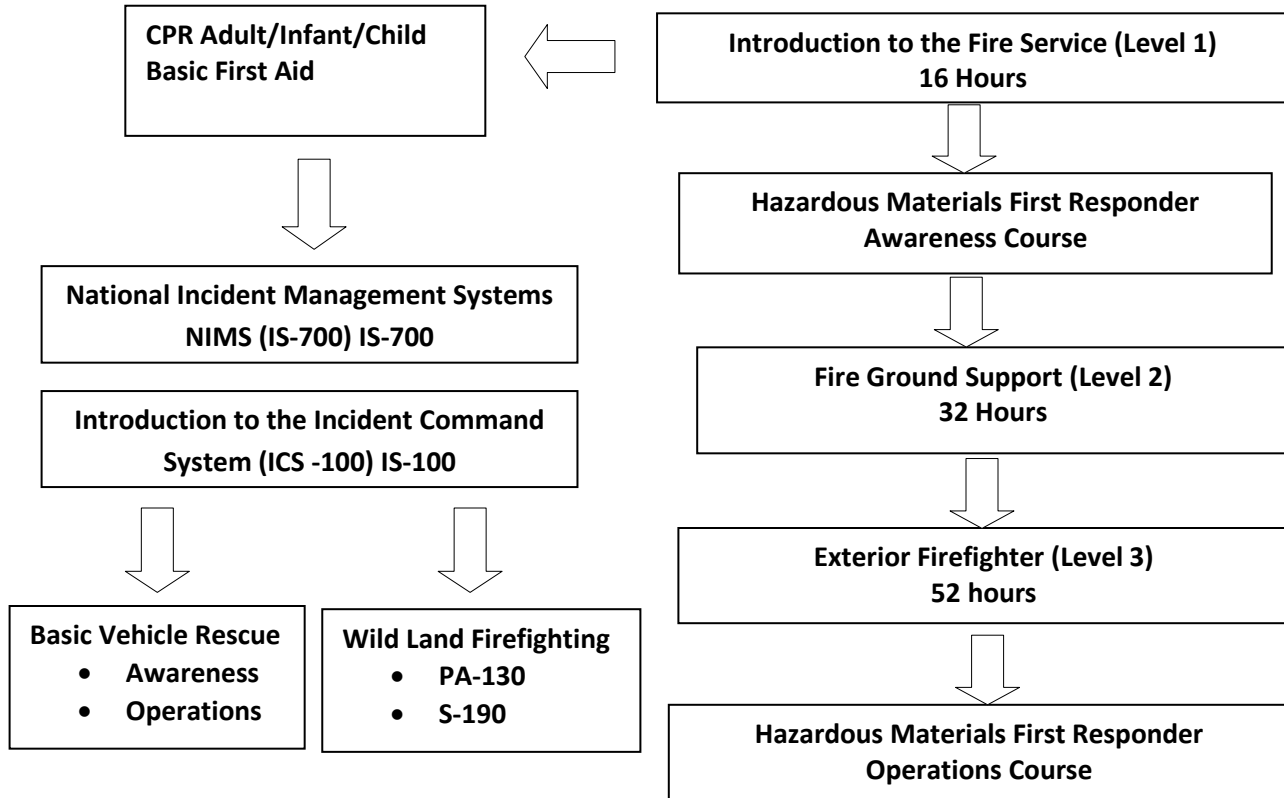 CPR Adult/Infant/Child
Basic First Aid
Introduction to the Fire Service (Level 1)
16 Hours
Hazardous Materials First Responder
Awareness Course
National Incident Management Systems
NIMS (IS-700) IS-700
Fire Ground Support (Level 2)
32 Hours
Introduction to the Incident Command
System (ICS -100) IS-100
Exterior Firefighter (Level 3)
52 hours
Basic Vehicle Rescue
• Awareness
• Operations
Wild Land Firefighting
• PA-130
• S-190
Hazardous Materials First Responder
Operations Course